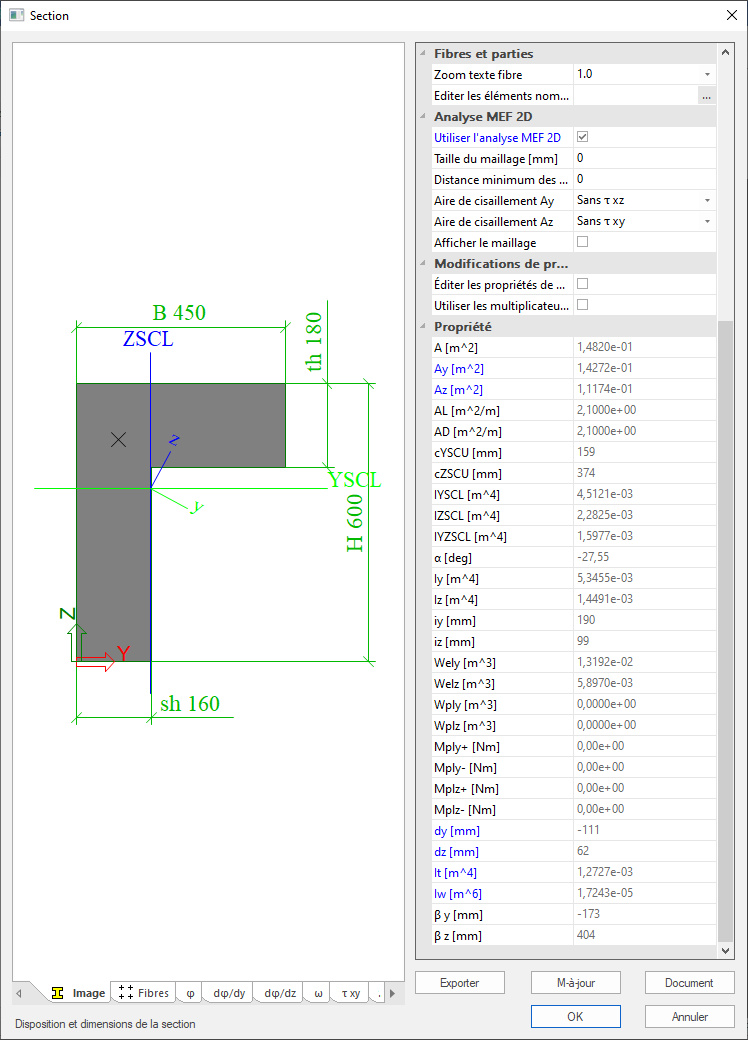 Section
B 450
ZSCL
th 180
z
YSCL
y
H 600
Z
Y
sh 160
Image
Fibres
φ
dφ/dy
dφ/dz
ω
τ xy
.
Disposition et dimensions de la section
Fibres et parties
Zoom texte fibre 1.0
Editer les éléments nom... ...
Analyse MEF 2D
Utiliser l'analyse MEF 2D
Taille du maillage [mm] 0
Distance minimum des ... 0
Aire de cisaillement Ay Sans τ xz
Aire de cisaillement Az Sans τ xy
Afficher le maillage
Modifications de pr...
Éditer les propriétés de ...
Utiliser les multiplicateu...
Propriété
A [m^2] 1,4820e-01
Ay [m^2] 1,4272e-01
Az [m^2] 1,1174e-01
AL [m^2/m] 2,1000e+00
AD [m^2/m] 2,1000e+00
cYSCU [mm] 159
cZSCU [mm] 374
IYSCL [m^4] 4,5121e-03
IZSCL [m^4] 2,2825e-03
IYZSCL [m^4] 1,5977e-03
α [deg] -27,55
Iy [m^4] 5,3455e-03
Iz [m^4] 1,4491e-03
iy [mm] 190
iz [mm] 99
Wely [m^3] 1,3192e-02
Welz [m^3] 5,8970e-03
Wply [m^3] 0,0000e+00
Wplz [m^3] 0,0000e+00
Mply+ [Nm] 0,00e+00
Mply- [Nm] 0,00e+00
Mplz+ [Nm] 0,00e+00
Mplz- [Nm] 0,00e+00
dy [mm] -111
dz [mm] 62
It [m^4] 1,2727e-03
Iw [m^6] 1,7243e-05
β y [mm] -173
β z [mm] 404
Exporter
M-à-jour
Document
OK
Annuler